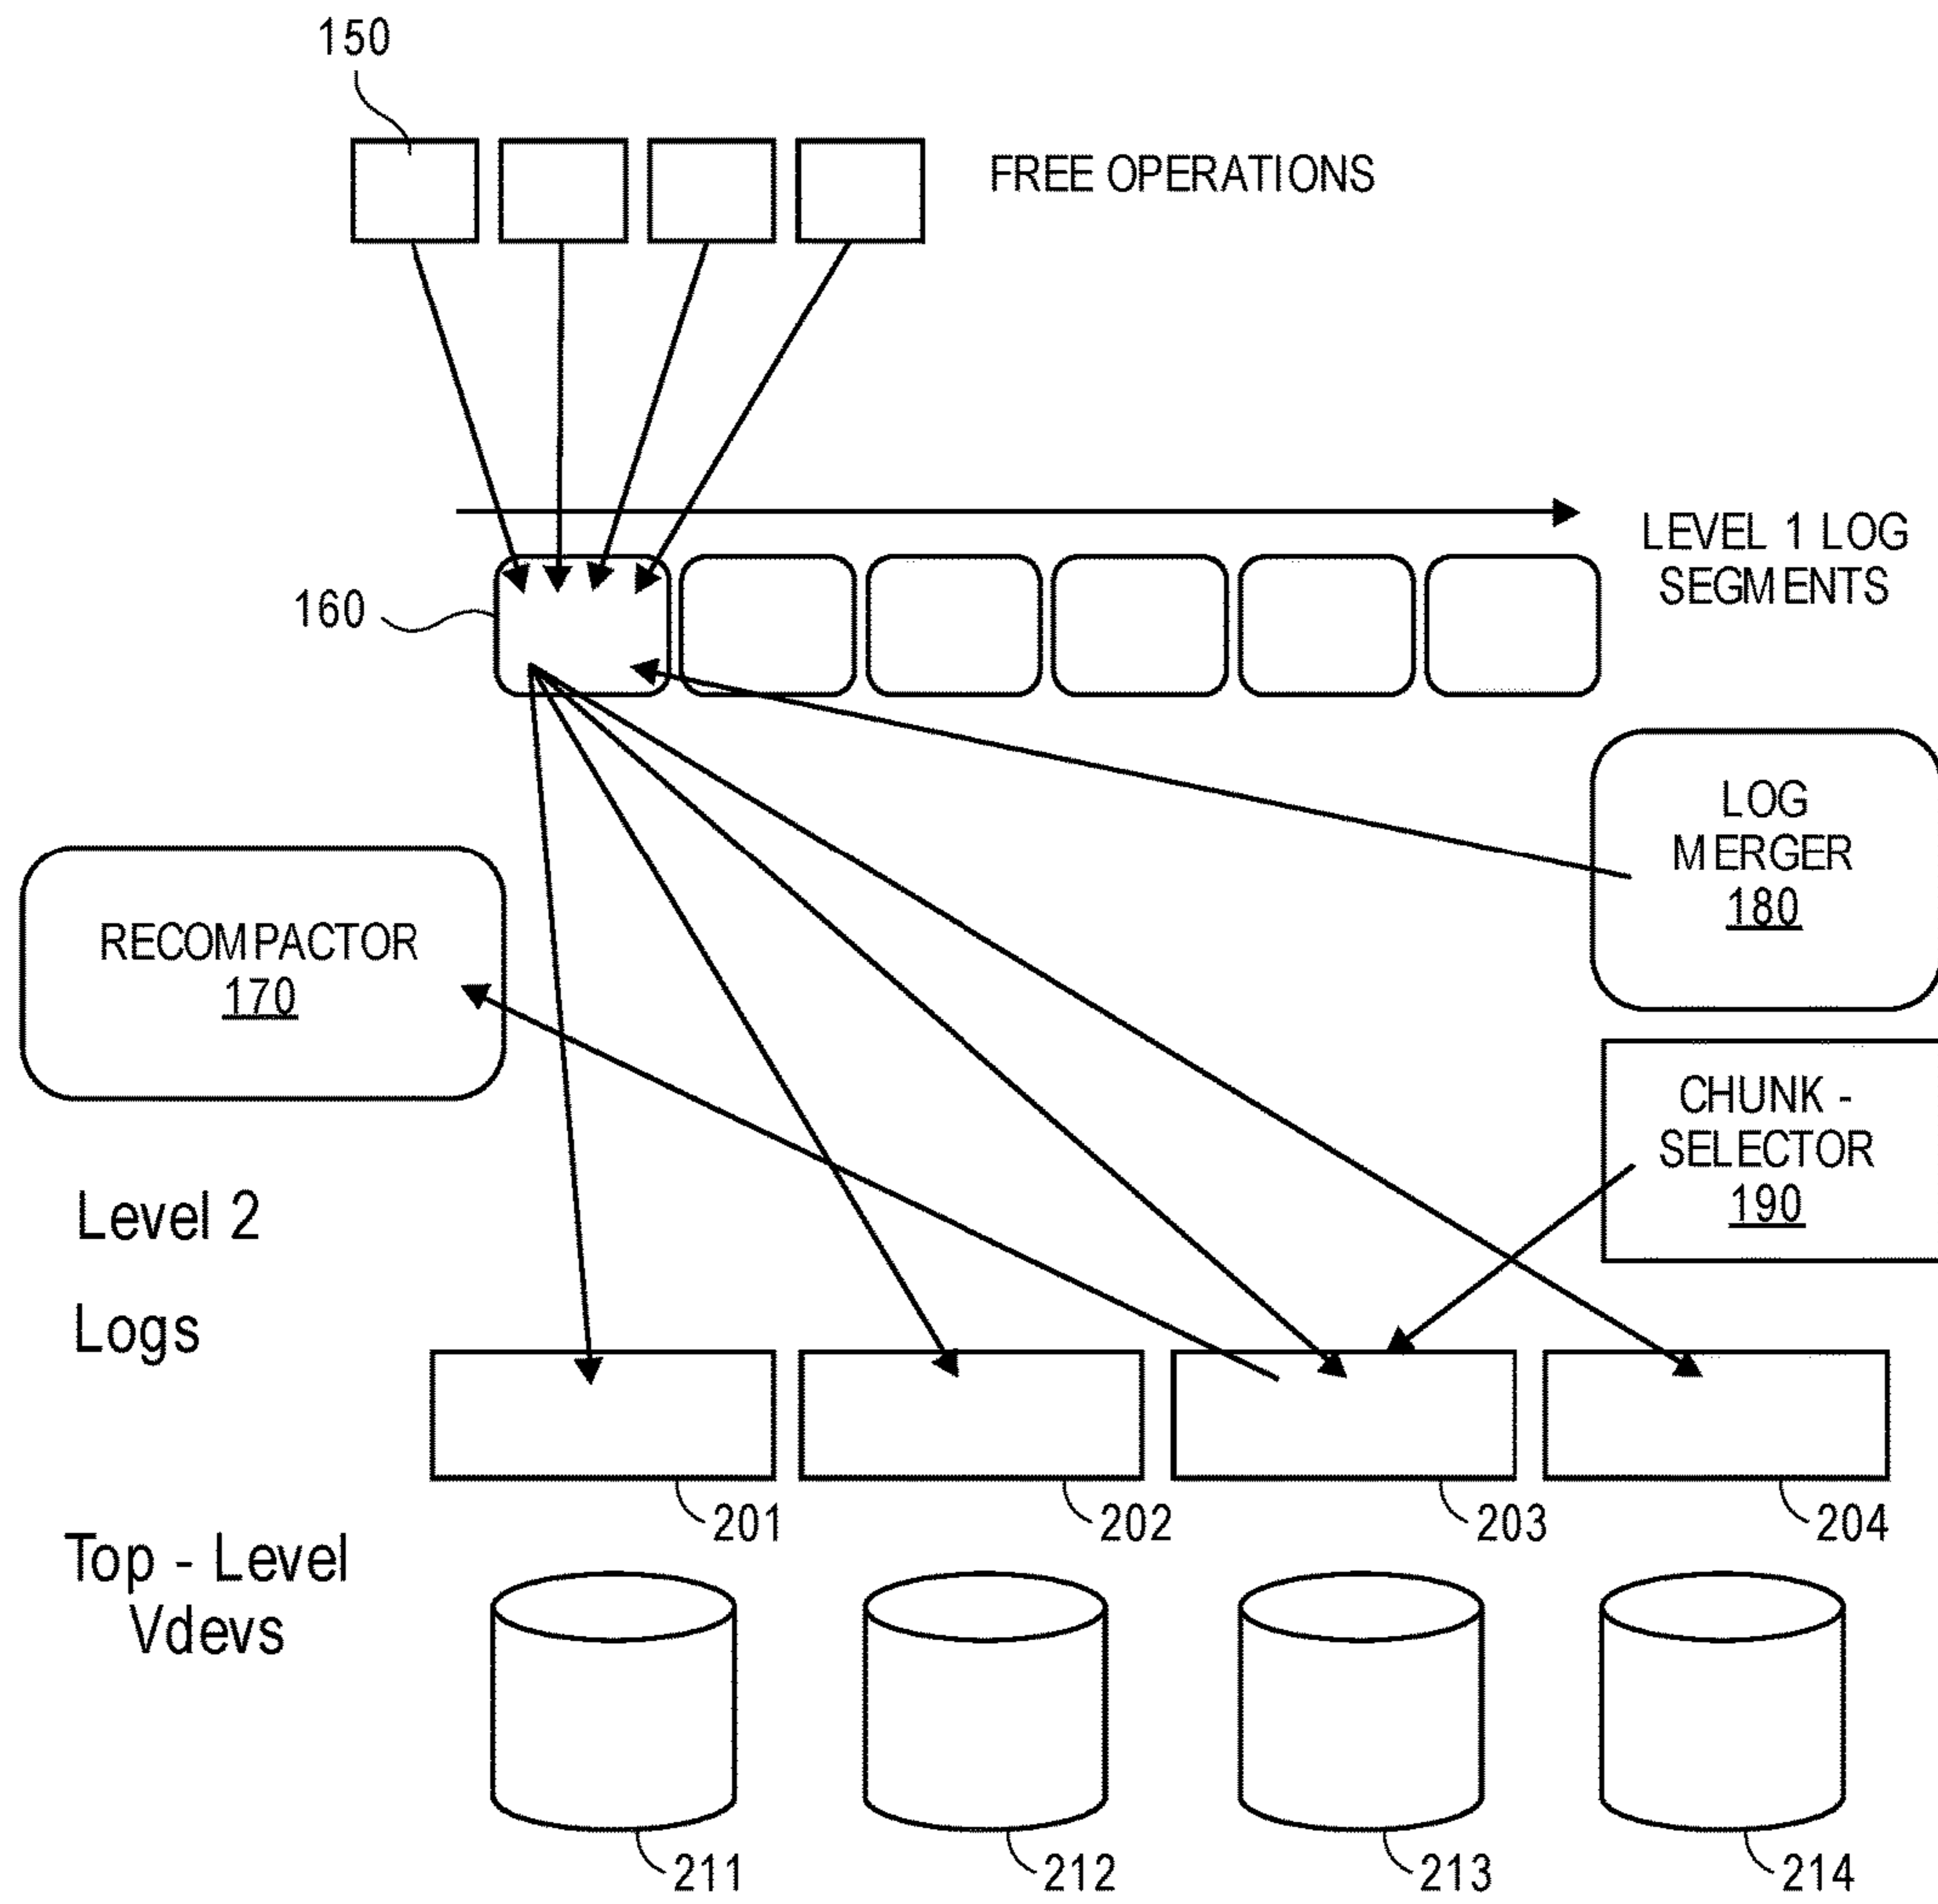 150
FREE OPERATIONS
LEVEL 1 LOG
SEGMENTS
160
LOG
MERGER
180
RECOMPACTOR
170
CHUNK -
SELECTOR
190
Level 2
Logs
201
202
203
204
Top - Level
Vdevs
211
212
213
214